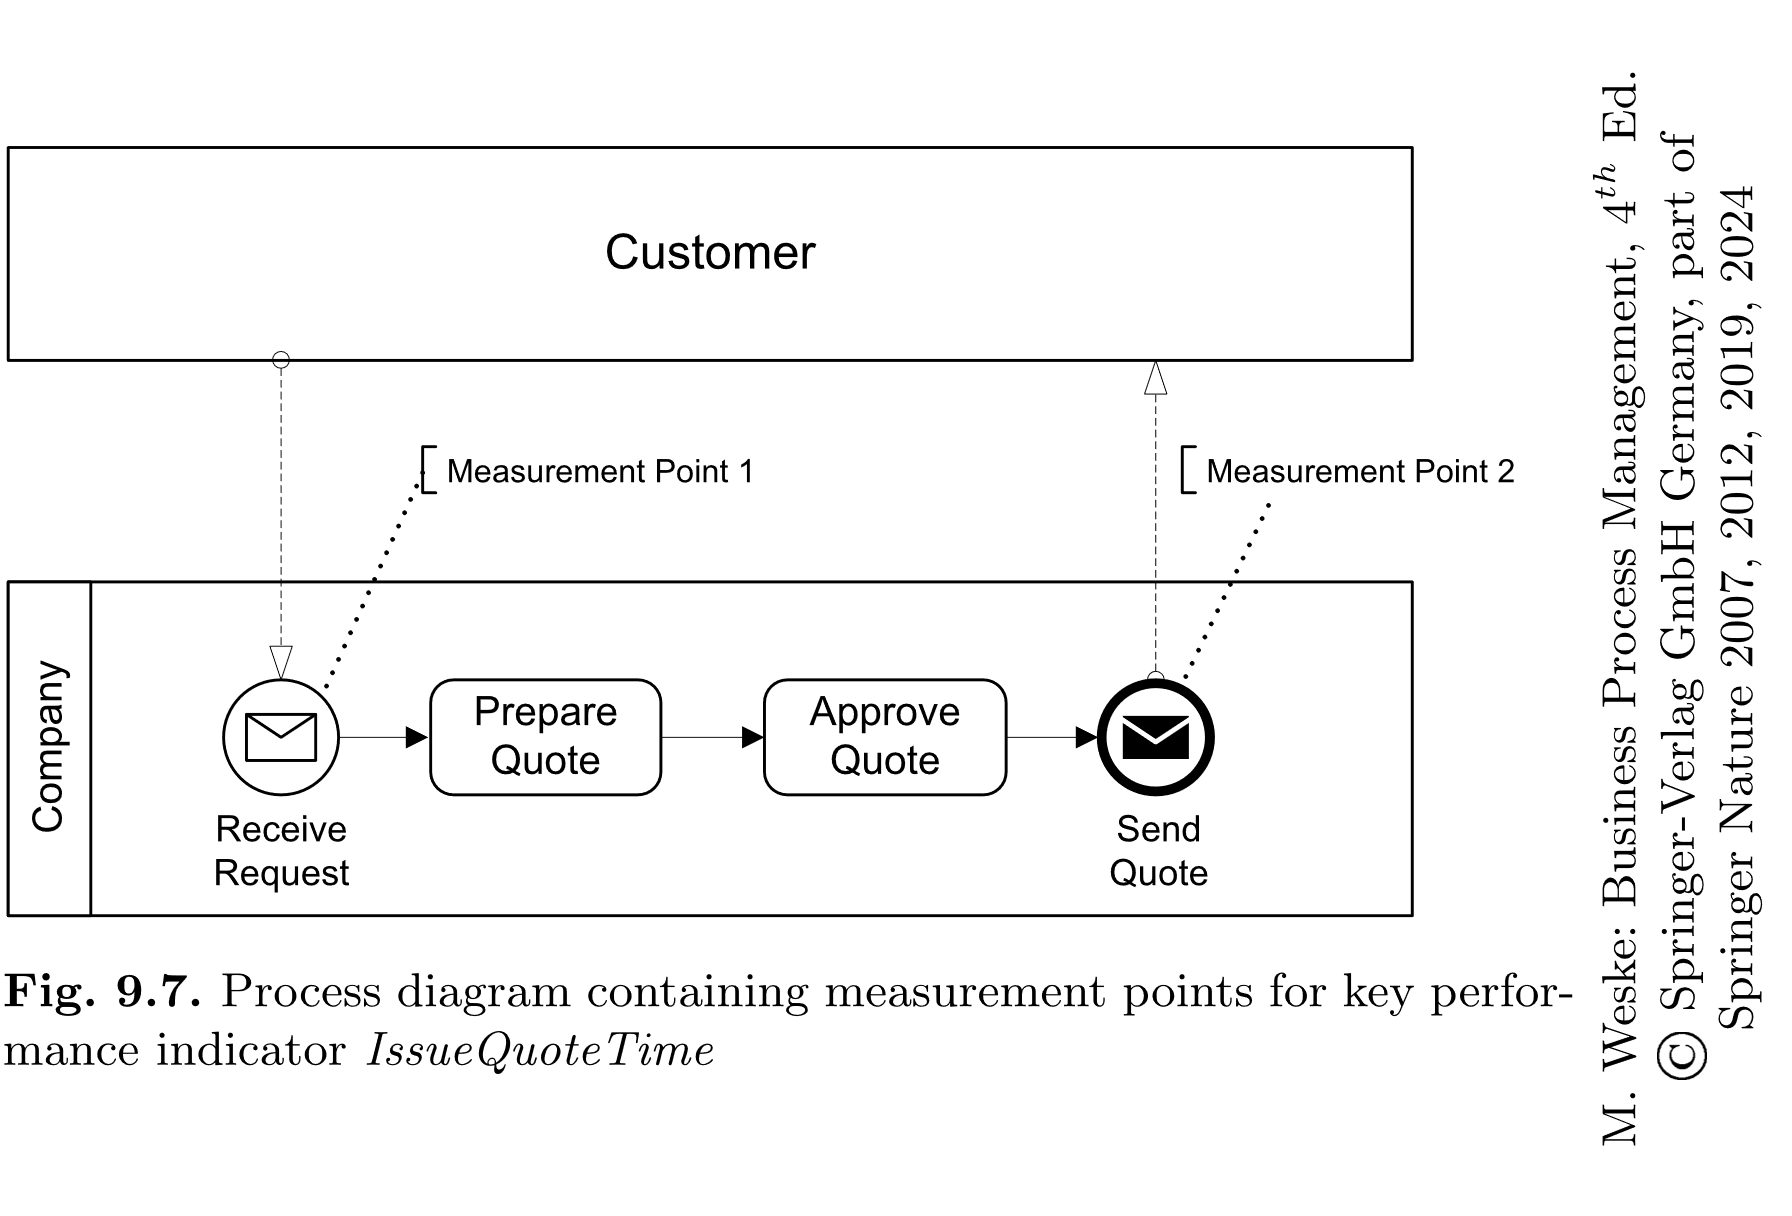 Customer
Measurement Point 1
Measurement Point 2
Company
Prepare
Quote
Approve
Quote
Receive
Request
Send
Quote
Fig. 9.7. Process diagram containing measurement points for key perfor-
mance indicator IssueQuoteTime
M. Weske: Business Process Management, 4th Ed.
© Springer-Verlag GmbH Germany, part of
Springer Nature 2007, 2012, 2019, 2024